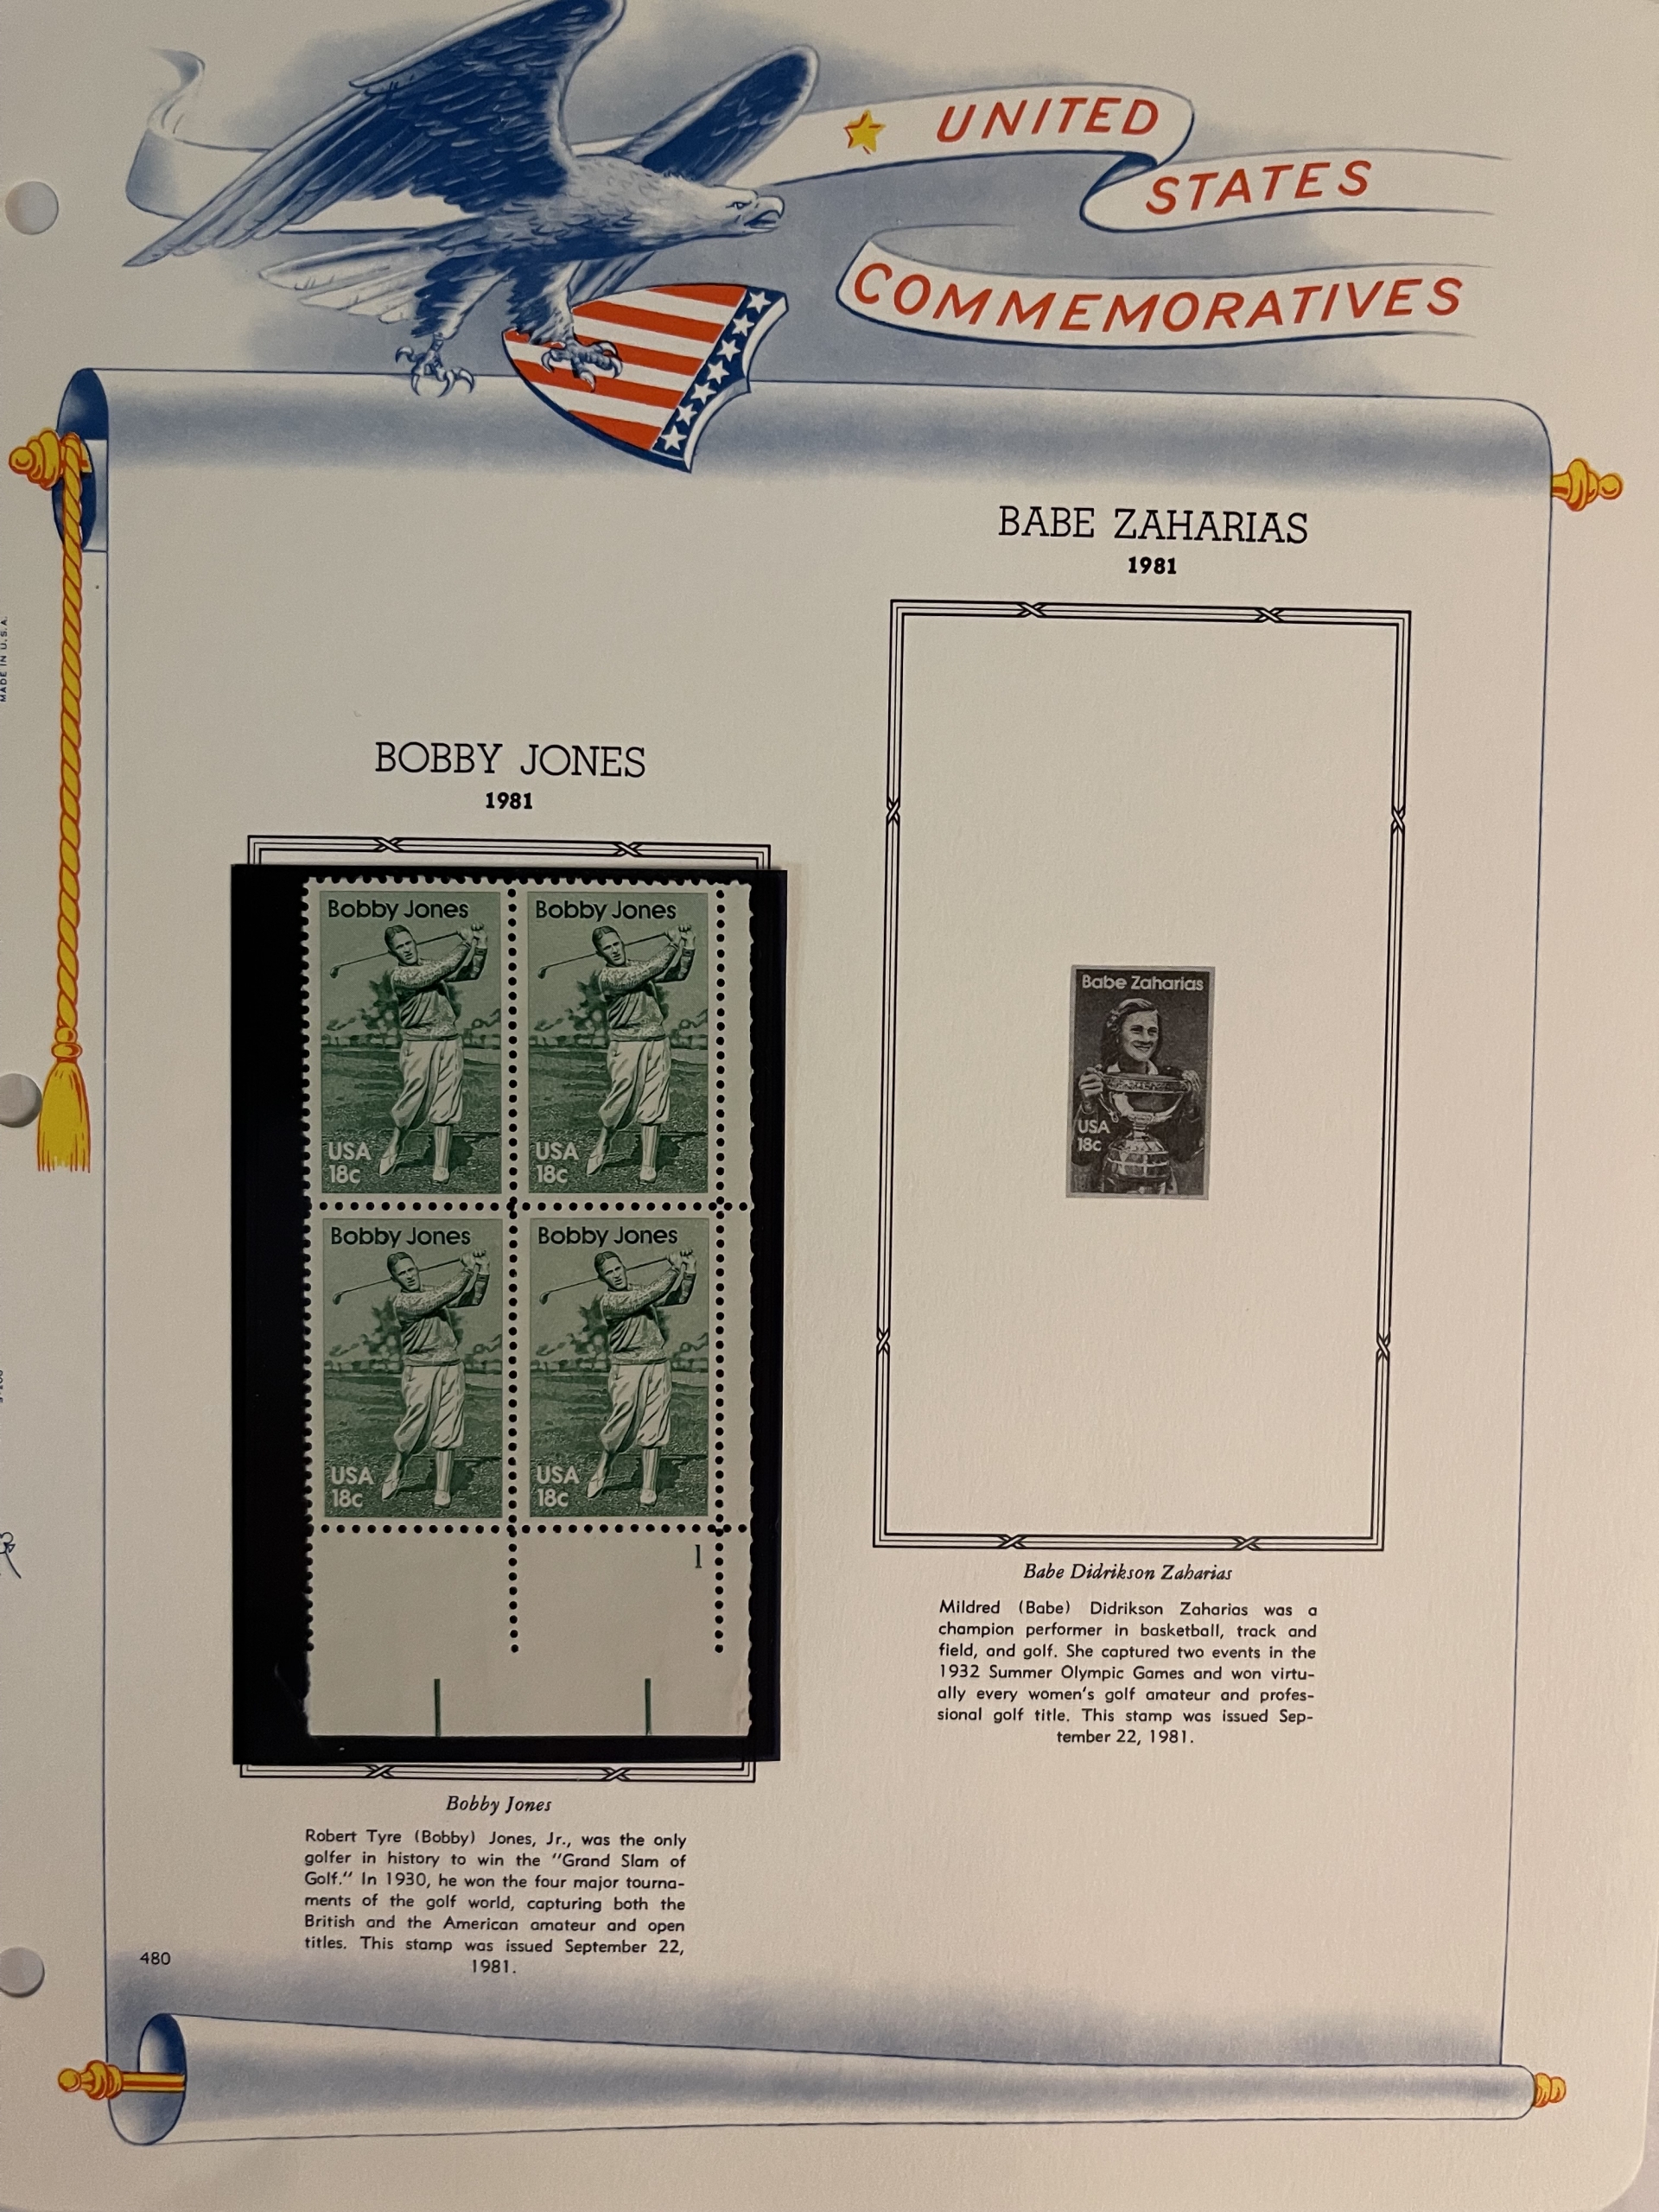 UNITED
STATES
COMMEMORATIVES
MADE IN U.S.A.
BOBBY JONES
1981
Bobby Jones
USA
18c
Bobby Jones
USA
18c
Bobby Jones
USA
18c
Bobby Jones
USA
18c
1
Bobby Jones
Robert Tyre (Bobby) Jones, Jr., was the only
golfer in history to win the "Grand Slam of
Golf." In 1930, he won the four major tourna-
ments of the golf world, capturing both the
British and the American amateur and open
titles. This stamp was issued September 22,
1981.
BABE ZAHARIAS
1981
Babe Zaharias
USA
18c
Babe Didrikson Zaharias
Mildred (Babe) Didrikson Zaharias was a
champion performer in basketball, track and
field, and golf. She captured two events in the
1932 Summer Olympic Games and won virtu-
ally every women's golf amateur and profes-
sional golf title. This stamp was issued Sep-
tember 22, 1981.
480